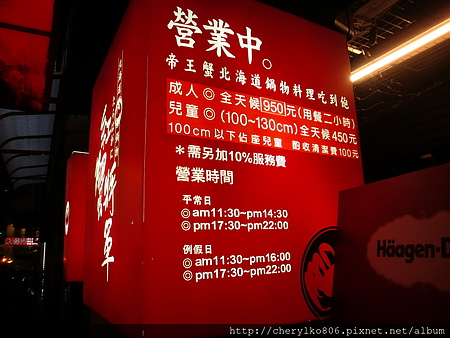 營業中。
帝王蟹北海道鍋物料理吃到飽
成人◎全天候950元(用餐二小時)
兒童◎(100~130cm)全天候450元
100cm以下佔座兒童 酌收清潔費100元
*需另加10%服務費
營業時間
平常日
◎am11:30~pm14:30
◎pm17:30~pm22:00
例假日
◎am11:30~pm16:00
◎pm17:30~pm22:00
紅蟳將軍
Häagen-D
http://cherylko806.pixnet.net/album